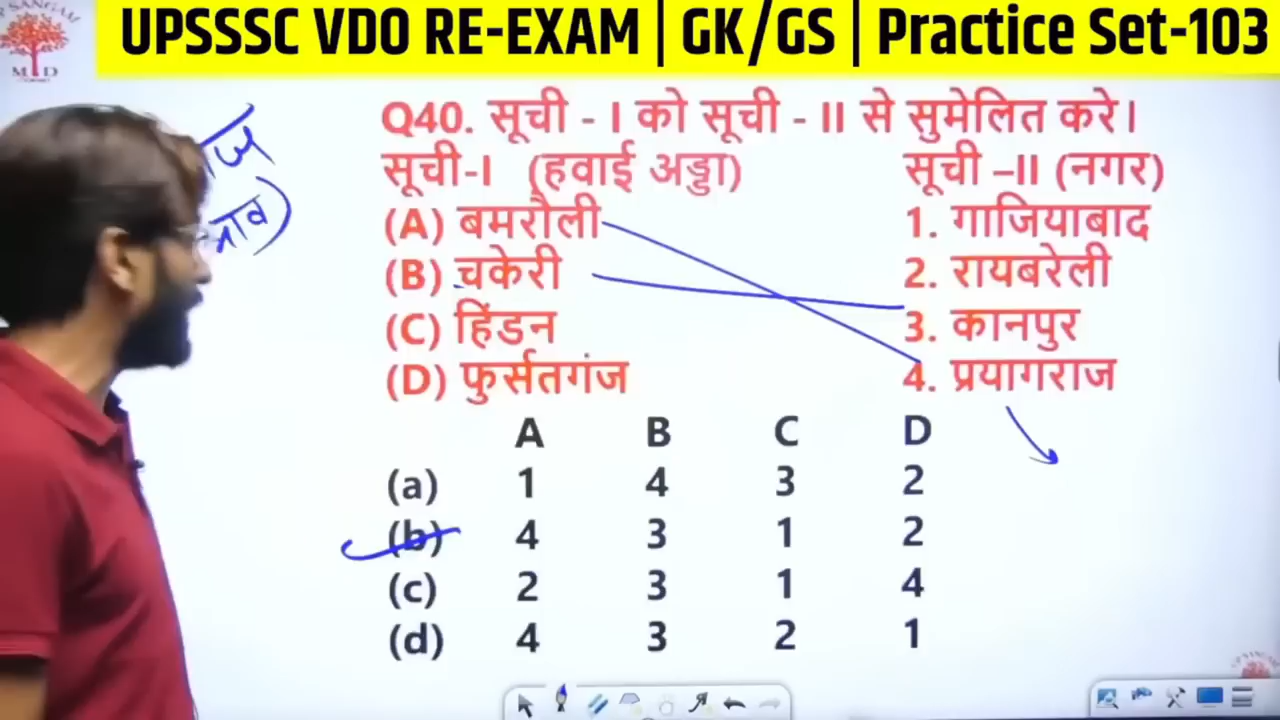 UPSSSC VDO RE-EXAM | GK/GS | Practice Set-103
Q40. सूची - I को सूची - II से सुमेलित करे।
सूची-I (हवाई अड्डा) सूची –II (नगर)
(A) बमरौली 1. गाजियाबाद
(B) चकेरी 2. रायबरेली
(C) हिंडन 3. कानपुर
(D) फुर्सतगंज 4. प्रयागराज
A B C D
(a) 1 4 3 2
(b) 4 3 1 2
(c) 2 3 1 4
(d) 4 3 2 1